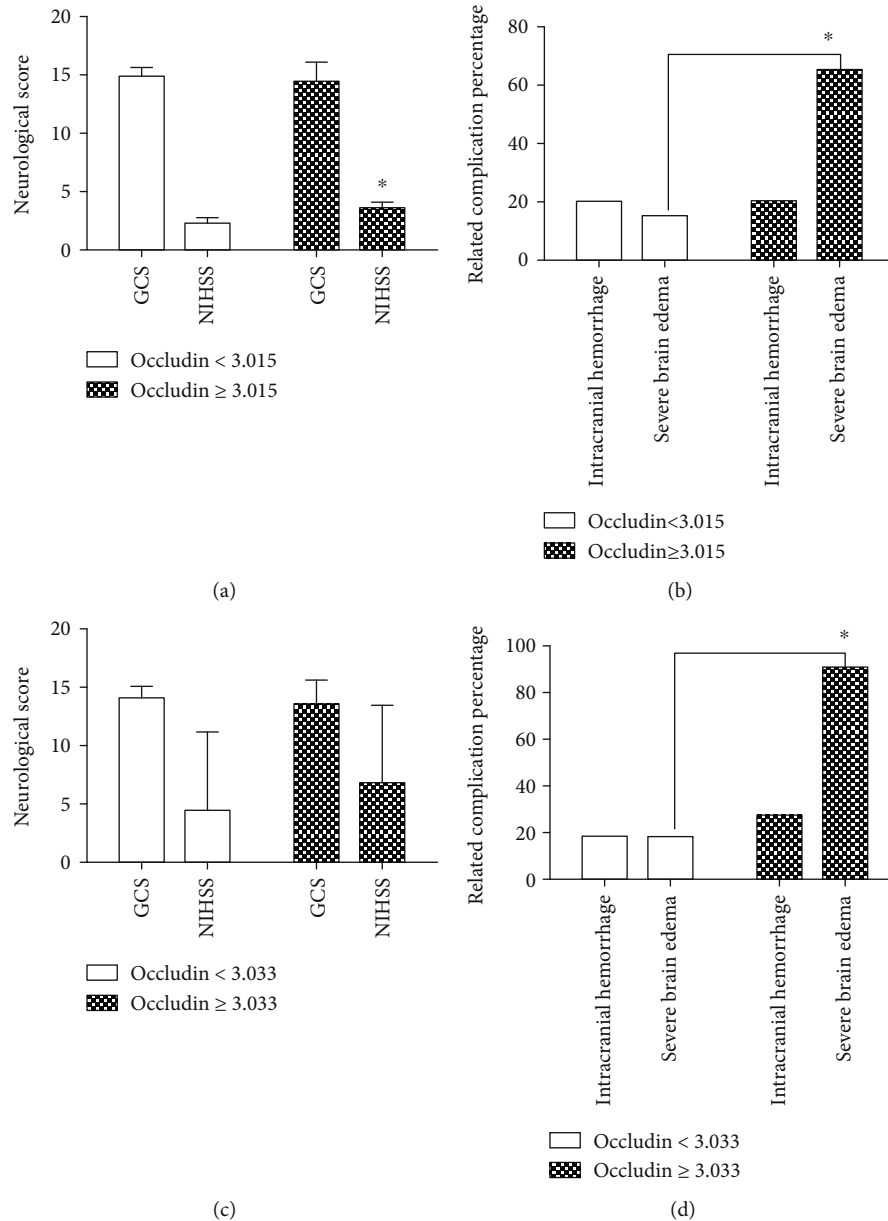 Neurological score
20
15
10
5
0
*
GCS
NIHSS
GCS
NIHSS
Occludin < 3.015
Occludin ≥ 3.015
(a)
Related complication percentage
80
60
40
20
0
*
Intracranial hemorrhage
Severe brain edema
Intracranial hemorrhage
Severe brain edema
Occludin<3.015
Occludin≥3.015
(b)
Neurological score
20
15
10
5
0
GCS
NIHSS
GCS
NIHSS
Occludin < 3.033
Occludin ≥ 3.033
(c)
Related complication percentage
100
80
60
40
20
0
*
Intracranial hemorrhage
Severe brain edema
Intracranial hemorrhage
Severe brain edema
Occludin < 3.033
Occludin ≥ 3.033
(d)